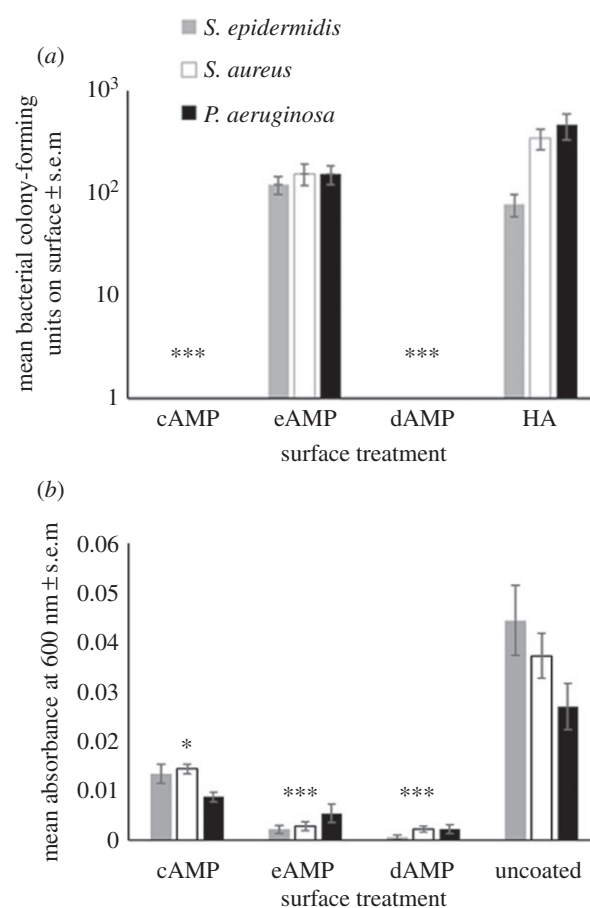 S. epidermidis
(a)
S. aureus
P. aeruginosa
mean bacterial colony-forming
units on surface ± s.e.m
10³
10²
10
1
***
***
cAMP eAMP dAMP HA
surface treatment
(b)
mean absorbance at 600 nm ± s.e.m
0.06
0.05
0.04
0.03
0.02
0.01
0
*
***
***
cAMP eAMP dAMP uncoated
surface treatment